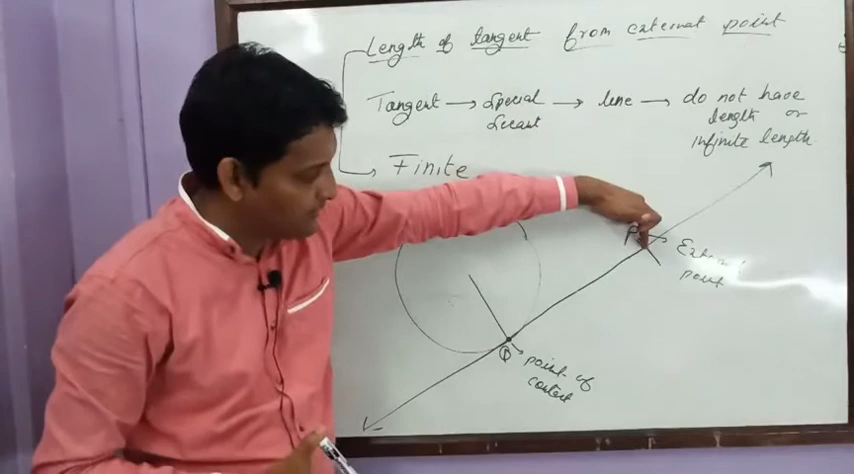 Length of tangent from external point
Tangent → Special → line → do not have
Secant
length or
infinite length
→ Finite
P
point
Q
point of
contact